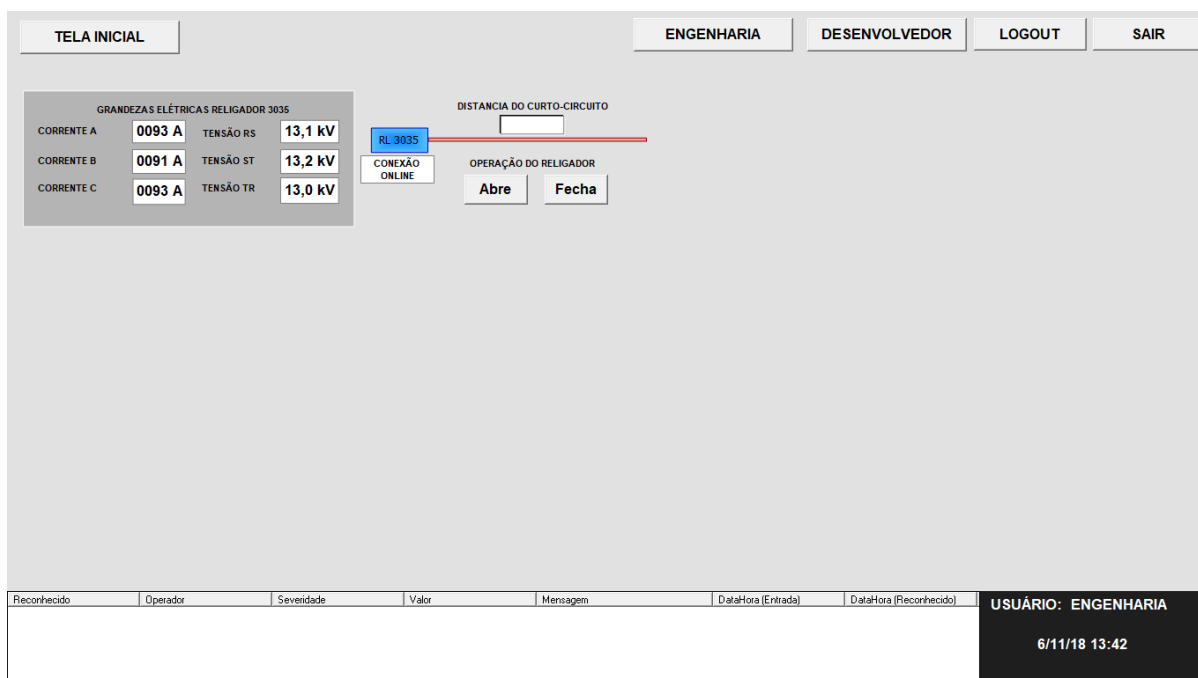 TELA INICIAL
ENGENHARIA
DESENVOLVEDOR
LOGOUT
SAIR
GRANDEZAS ELÉTRICAS RELIGADOR 3035
CORRENTE A 0093 A TENSÃO RS 13,1 kV
CORRENTE B 0091 A TENSÃO ST 13,2 kV
CORRENTE C 0093 A TENSÃO TR 13,0 kV
RL 3035
CONEXÃO
ONLINE
DISTANCIA DO CURTO-CIRCUITO
OPERAÇÃO DO RELIGADOR
Abre
Fecha
Reconhecido Operador Severidade Valor Mensagem DataHora (Entrada) DataHora (Reconhecido)
USUÁRIO: ENGENHARIA
6/11/18 13:42